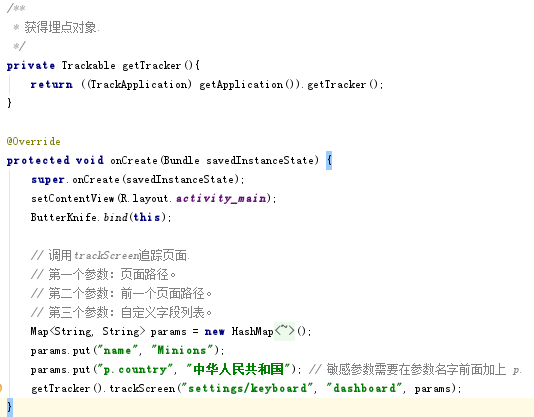 /**
* 获得埋点对象.
*/
private Trackable getTracker(){
return ((TrackApplication) getApplication()).getTracker();
}
@Override
protected void onCreate(Bundle savedInstanceState) {
super.onCreate(savedInstanceState);
setContentView(R.layout.activity_main);
ButterKnife.bind(this);
// 调用trackScreen追踪页面.
// 第一个参数：页面路径。
// 第二个参数：前一个页面路径。
// 第三个参数：自定义字段列表。
Map<String, String> params = new HashMap<~>();
params.put("name", "Minions");
params.put("p.country", "中华人民共和国"); // 敏感参数需要在参数名字前面加上 p.
getTracker().trackScreen("settings/keyboard", "dashboard", params);
}